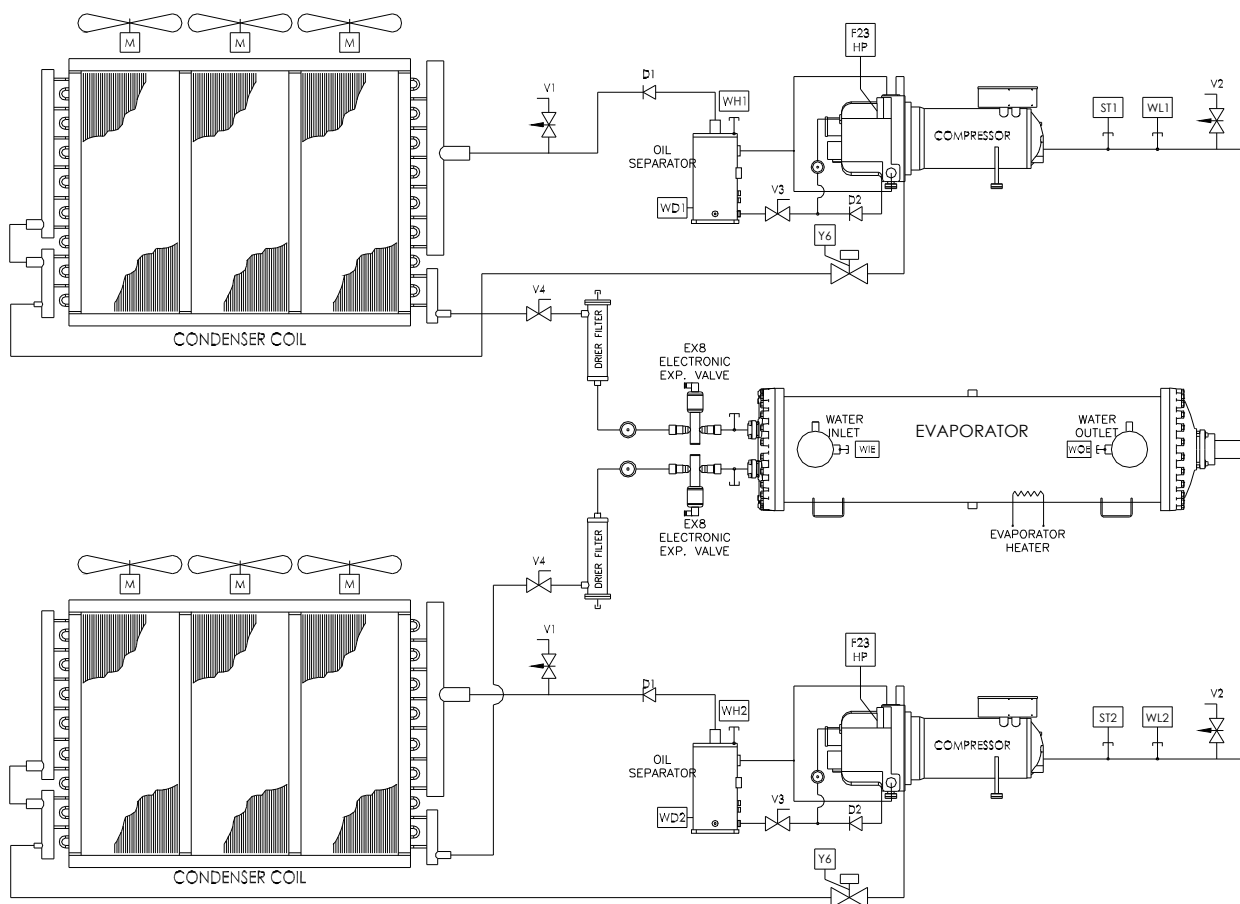 M
M
M
V1
D1
WH1
F23
HP
ST1
WL1
V2
OIL
SEPARATOR
COMPRESSOR
WD1
V3
D2
Y6
V4
CONDENSER COIL
DRIER FILTER
EX8
ELECTRONIC
EXP. VALVE
WATER
INLET
WIE
EVAPORATOR
WATER
OUTLET
WOE
EX8
ELECTRONIC
EXP. VALVE
EVAPORATOR
HEATER
DRIER FILTER
V4
M
M
M
V1
D1
WH2
F23
HP
ST2
WL2
V2
OIL
SEPARATOR
COMPRESSOR
WD2
V3
D2
Y6
CONDENSER COIL